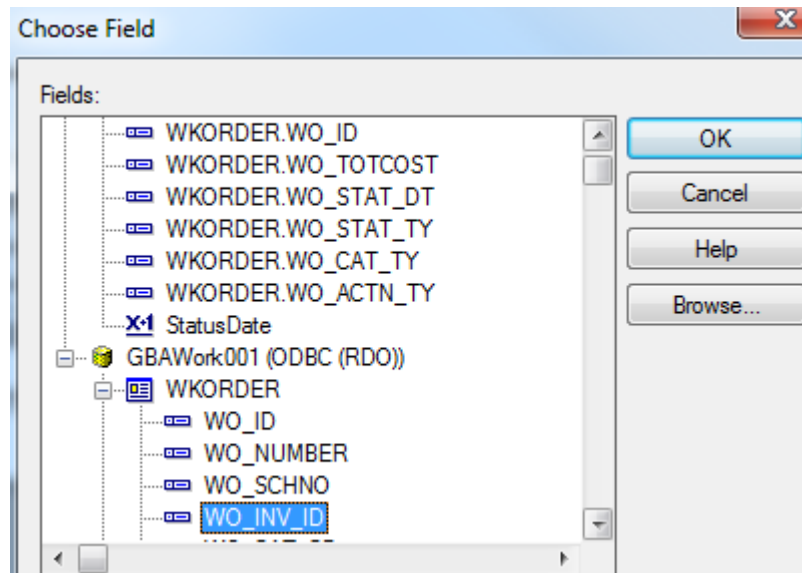 Choose Field
Fields:
WKORDER.WO_ID
WKORDER.WO_TOTCOST
WKORDER.WO_STAT_DT
WKORDER.WO_STAT_TY
WKORDER.WO_CAT_TY
WKORDER.WO_ACTN_TY
X+1 StatusDate
GBAWork001 (ODBC (RDO))
WKORDER
WO_ID
WO_NUMBER
WO_SCHNO
WO_INV_ID
OK
Cancel
Help
Browse...